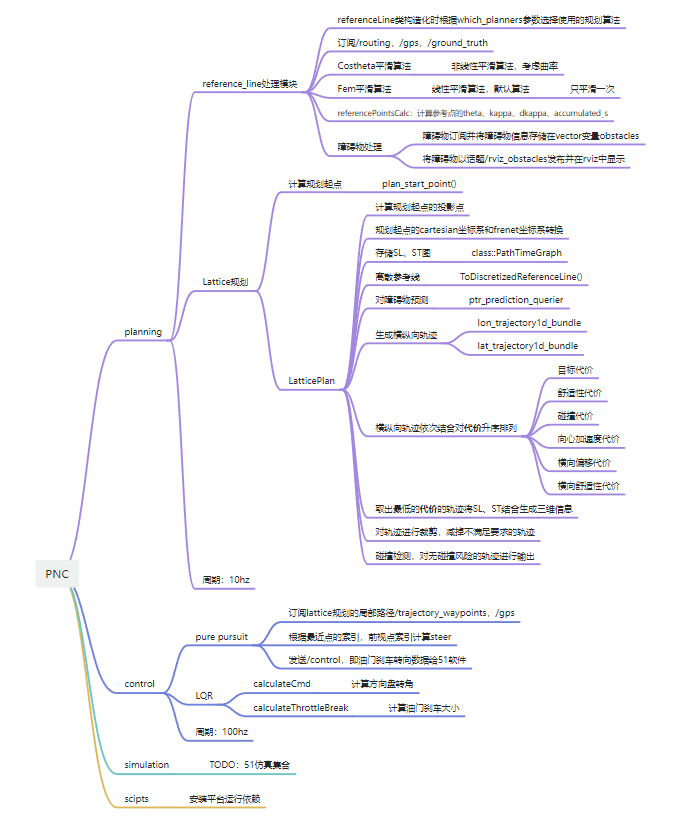 referenceLine类构造化时根据which_planners参数选择使用的规划算法
订阅/routing，/gps，/ground_truth
Costheta平滑算法 非线性平滑算法，考虑曲率
reference_line处理模块
Fem平滑算法 线性平滑算法，默认算法 只平滑一次
referencePointsCalc：计算参考点的theta、kappa、dkappa、accumulated_s
障碍物订阅并将障碍物信息存储在vector变量obstacles
障碍物处理
将障碍物以话题/rviz_obstacles发布并在rviz中显示
计算规划起点 plan_start_point()
计算规划起点的投影点
规划起点的cartesian坐标系和frenet坐标系转换
存储SL、ST图 class::PathTimeGraph
离散参考线 ToDiscretizedReferenceLine()
Lattice规划
对障碍物预测 ptr_prediction_querier
lon_trajectory1d_bundle
生成横纵向轨迹
lat_trajectory1d_bundle
planning
LatticePlan
目标代价
舒适性代价
碰撞代价
横纵向轨迹依次结合对代价升序排列
向心加速度代价
横向偏移代价
横向舒适性代价
取出最低的代价的轨迹将SL、ST结合生成三维信息
对轨迹进行裁剪，减掉不满足要求的轨迹
碰撞检测，对无碰撞风险的轨迹进行输出
周期：10hz
PNC
订阅lattice规划的局部路径/trajectory_waypoints，/gps
pure pursuit
根据最近点的索引，前视点索引计算steer
发送/control，即油门刹车转向数据给51软件
control
calculateCmd 计算方向盘转角
LQR
calculateThrottleBreak 计算油门刹车大小
周期：100hz
simulation TODO：51仿真集合
scipts 安装平台运行依赖